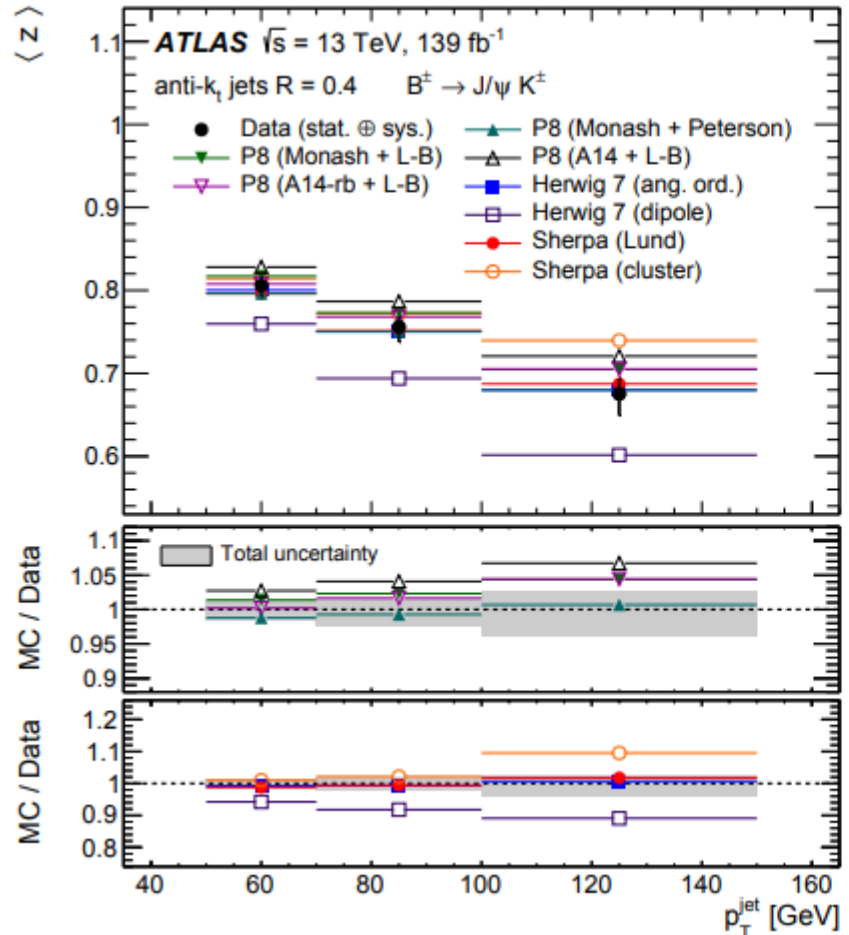 ⟨ z ⟩
ATLAS √s = 13 TeV, 139 fb⁻¹
anti-kₜ jets R = 0.4 B± → J/ψ K±
Data (stat. ⊕ sys.)
P8 (Monash + L-B)
P8 (A14-rb + L-B)
P8 (Monash + Peterson)
P8 (A14 + L-B)
Herwig 7 (ang. ord.)
Herwig 7 (dipole)
Sherpa (Lund)
Sherpa (cluster)
1.1
1
0.9
0.8
0.7
0.6
MC / Data
Total uncertainty
1.1
1.05
1
0.95
0.9
MC / Data
1.2
1.1
1
0.9
0.8
40 60 80 100 120 140 160
p_T^jet [GeV]